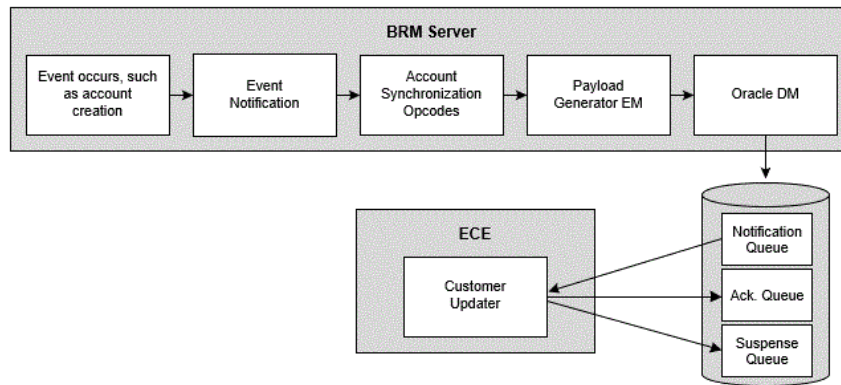 BRM Server
Event occurs, such
as account
creation
Event
Notification
Account
Synchronization
Opcodes
Payload
Generator EM
Oracle DM
ECE
Customer
Updater
Notification
Queue
Ack. Queue
Suspense
Queue